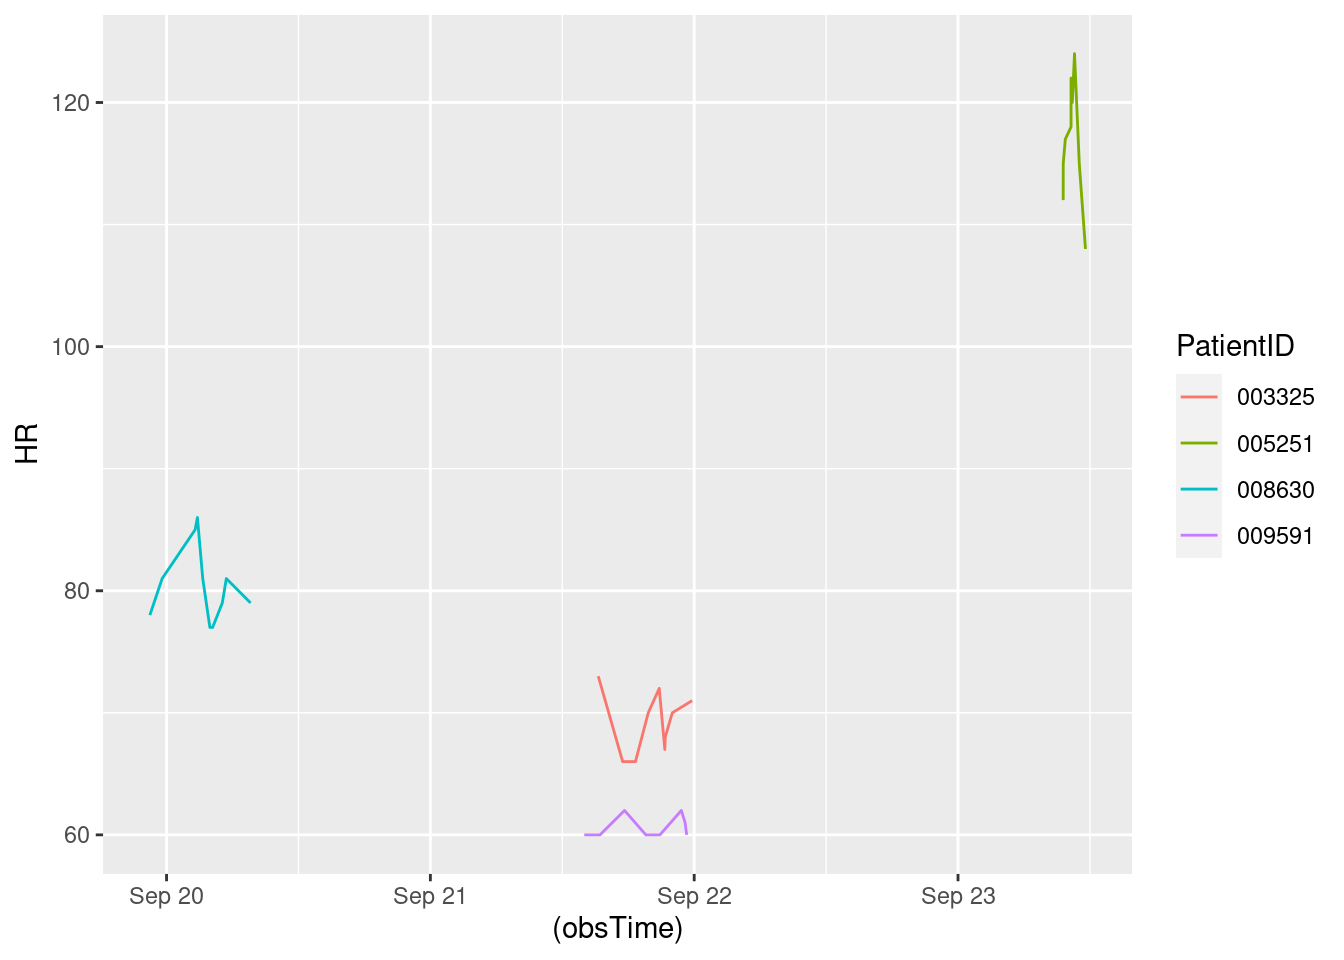 120
100
80
60
HR
Sep 20
Sep 21
Sep 22
Sep 23
(obsTime)
PatientID
003325
005251
008630
009591